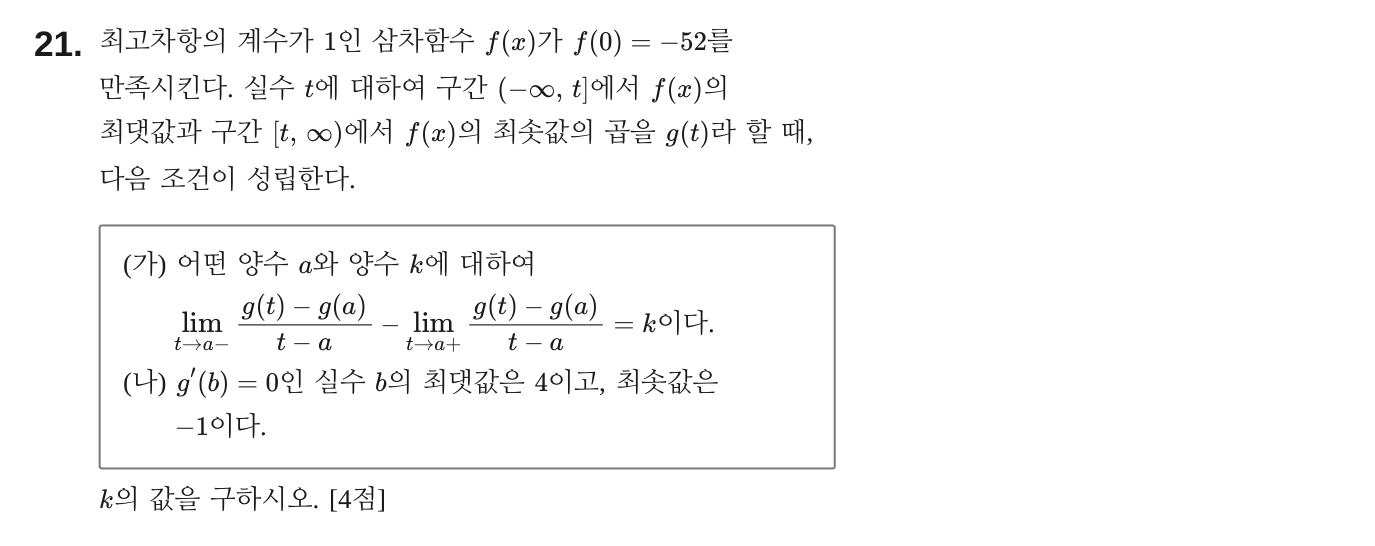 21. 최고차항의 계수가 1인 삼차함수 f(x)가 f(0) = −52를
만족시킨다. 실수 t에 대하여 구간 (−∞, t]에서 f(x)의
최댓값과 구간 [t, ∞)에서 f(x)의 최솟값의 곱을 g(t)라 할 때,
다음 조건이 성립한다.
(가) 어떤 양수 a와 양수 k에 대하여
lim_{t→a−} (g(t) − g(a))/(t − a) − lim_{t→a+} (g(t) − g(a))/(t − a) = k이다.
(나) g′(b) = 0인 실수 b의 최댓값은 4이고, 최솟값은
−1이다.
k의 값을 구하시오. [4점]